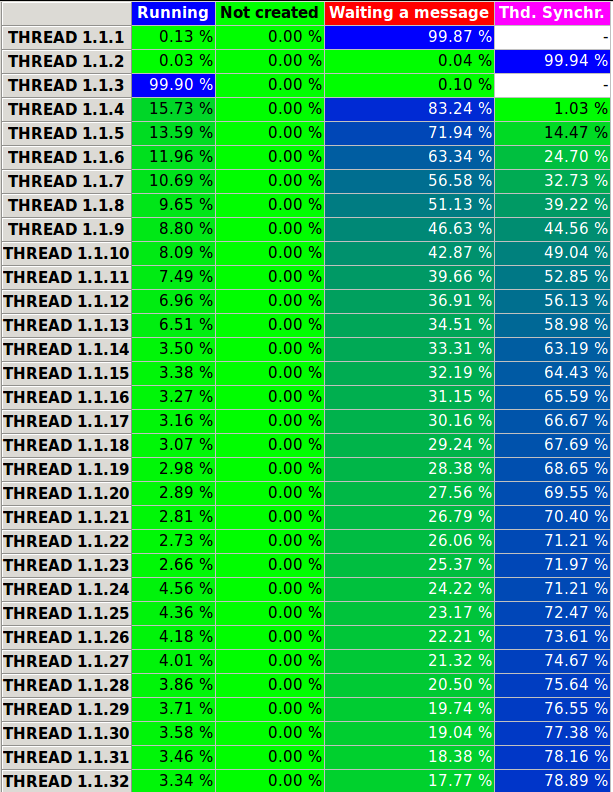 Running Not created Waiting a message Thd. Synchr.
THREAD 1.1.1 0.13 % 0.00 % 99.87 % -
THREAD 1.1.2 0.03 % 0.00 % 0.04 % 99.94 %
THREAD 1.1.3 99.90 % 0.00 % 0.10 % -
THREAD 1.1.4 15.73 % 0.00 % 83.24 % 1.03 %
THREAD 1.1.5 13.59 % 0.00 % 71.94 % 14.47 %
THREAD 1.1.6 11.96 % 0.00 % 63.34 % 24.70 %
THREAD 1.1.7 10.69 % 0.00 % 56.58 % 32.73 %
THREAD 1.1.8 9.65 % 0.00 % 51.13 % 39.22 %
THREAD 1.1.9 8.80 % 0.00 % 46.63 % 44.56 %
THREAD 1.1.10 8.09 % 0.00 % 42.87 % 49.04 %
THREAD 1.1.11 7.49 % 0.00 % 39.66 % 52.85 %
THREAD 1.1.12 6.96 % 0.00 % 36.91 % 56.13 %
THREAD 1.1.13 6.51 % 0.00 % 34.51 % 58.98 %
THREAD 1.1.14 3.50 % 0.00 % 33.31 % 63.19 %
THREAD 1.1.15 3.38 % 0.00 % 32.19 % 64.43 %
THREAD 1.1.16 3.27 % 0.00 % 31.15 % 65.59 %
THREAD 1.1.17 3.16 % 0.00 % 30.16 % 66.67 %
THREAD 1.1.18 3.07 % 0.00 % 29.24 % 67.69 %
THREAD 1.1.19 2.98 % 0.00 % 28.38 % 68.65 %
THREAD 1.1.20 2.89 % 0.00 % 27.56 % 69.55 %
THREAD 1.1.21 2.81 % 0.00 % 26.79 % 70.40 %
THREAD 1.1.22 2.73 % 0.00 % 26.06 % 71.21 %
THREAD 1.1.23 2.66 % 0.00 % 25.37 % 71.97 %
THREAD 1.1.24 4.56 % 0.00 % 24.22 % 71.21 %
THREAD 1.1.25 4.36 % 0.00 % 23.17 % 72.47 %
THREAD 1.1.26 4.18 % 0.00 % 22.21 % 73.61 %
THREAD 1.1.27 4.01 % 0.00 % 21.32 % 74.67 %
THREAD 1.1.28 3.86 % 0.00 % 20.50 % 75.64 %
THREAD 1.1.29 3.71 % 0.00 % 19.74 % 76.55 %
THREAD 1.1.30 3.58 % 0.00 % 19.04 % 77.38 %
THREAD 1.1.31 3.46 % 0.00 % 18.38 % 78.16 %
THREAD 1.1.32 3.34 % 0.00 % 17.77 % 78.89 %